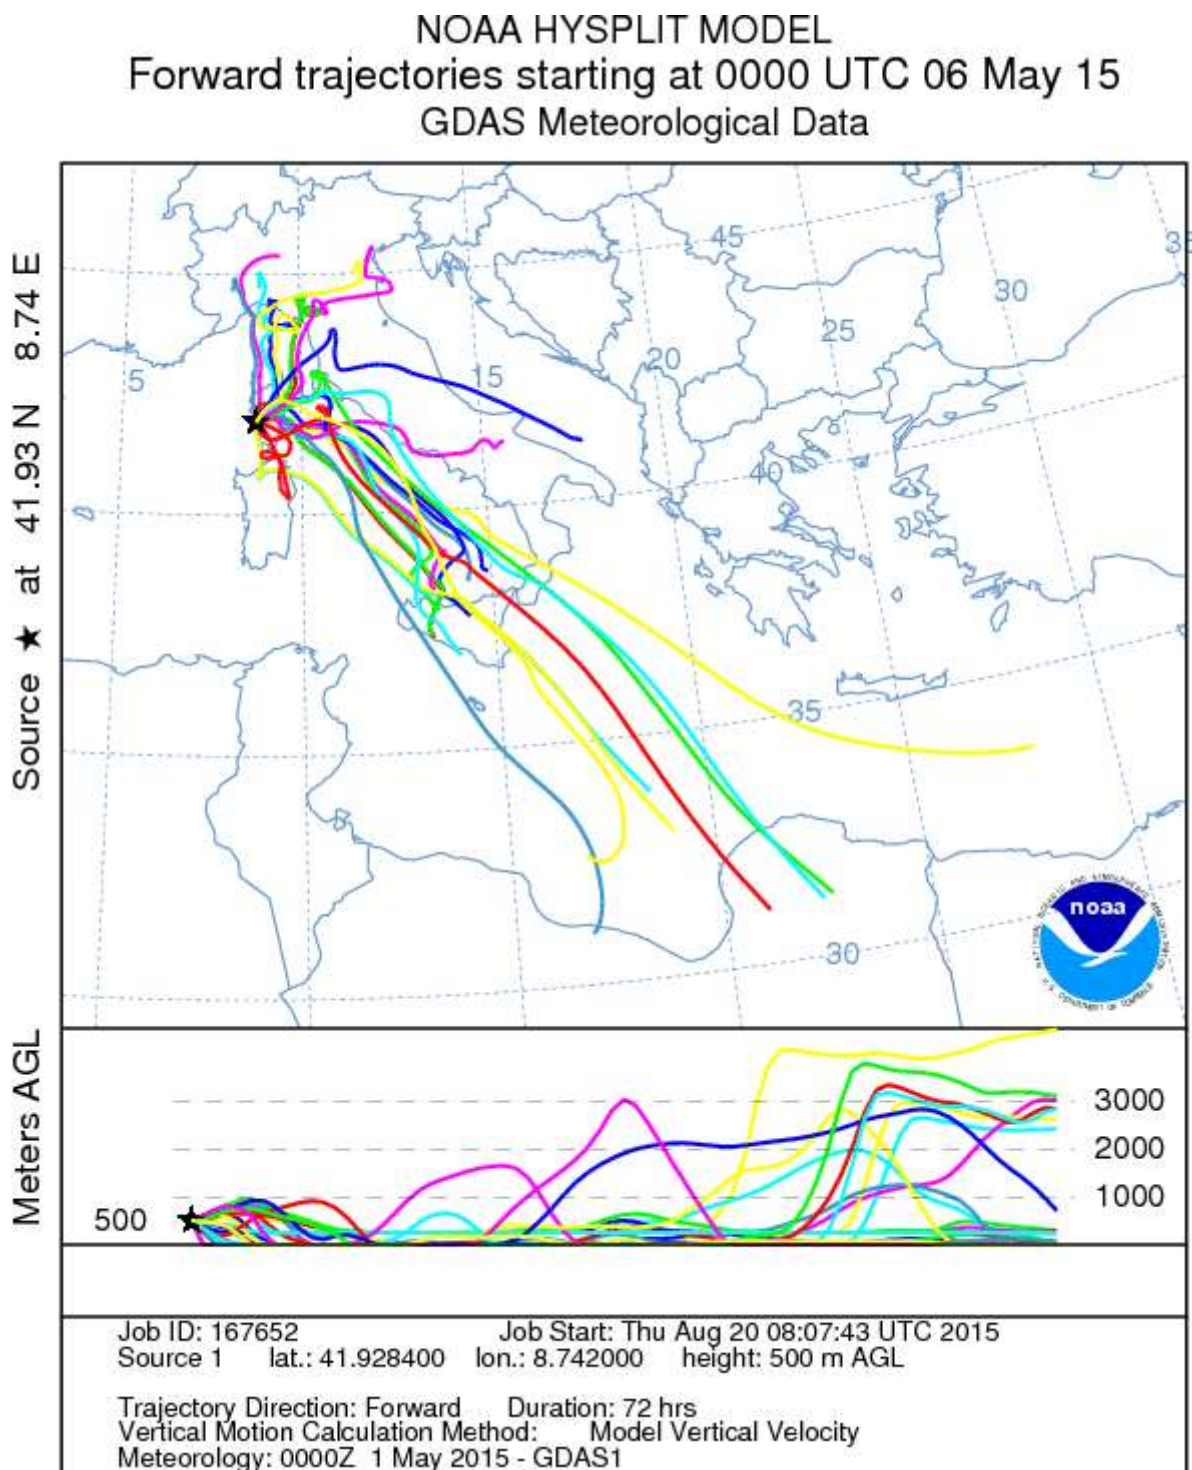 NOAA HYSPLIT MODEL
Forward trajectories starting at 0000 UTC 06 May 15
GDAS Meteorological Data
Source ★ at 41.93 N 8.74 E
45
35
30
25
20
15
5
40
35
30
noaa
Meters AGL
3000
2000
1000
500
Job ID: 167652 Job Start: Thu Aug 20 08:07:43 UTC 2015
Source 1 lat.: 41.928400 lon.: 8.742000 height: 500 m AGL
Trajectory Direction: Forward Duration: 72 hrs
Vertical Motion Calculation Method: Model Vertical Velocity
Meteorology: 0000Z 1 May 2015 - GDAS1